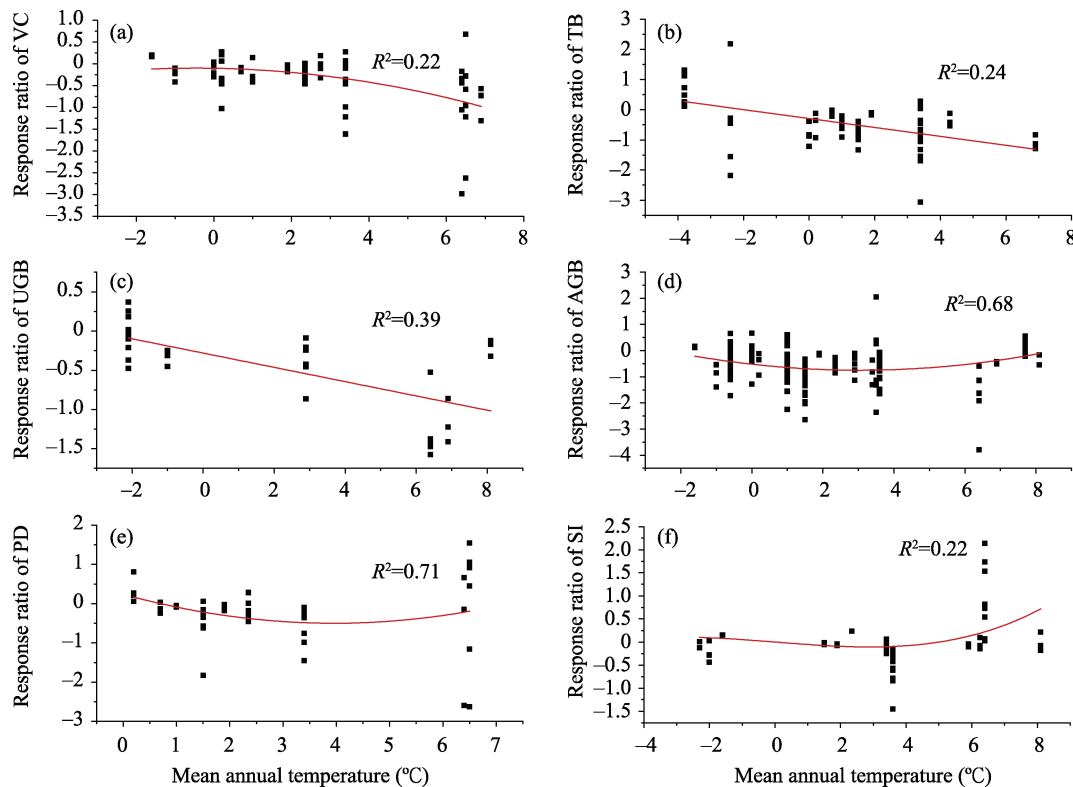 (a)
R²=0.22
Response ratio of VC
1.0
0.5
0.0
−0.5
−1.0
−1.5
−2.0
−2.5
−3.0
−3.5
−2 0 2 4 6 8
(b)
R²=0.24
Response ratio of TB
3
2
1
0
−1
−2
−3
−4 −2 0 2 4 6 8
(c)
R²=0.39
Response ratio of UGB
0.5
0
−0.5
−1.0
−1.5
−2 0 2 4 6 8
(d)
R²=0.68
Response ratio of AGB
3
2
1
0
−1
−2
−3
−4
−2 0 2 4 6 8
(e)
R²=0.71
Response ratio of PD
2
1
0
−1
−2
−3
0 1 2 3 4 5 6 7
Mean annual temperature (℃)
(f)
R²=0.22
Response ratio of SI
2.5
2.0
1.5
1.0
0.5
0
−0.5
−1.0
−1.5
−4 −2 0 2 4 6 8
Mean annual temperature (℃)